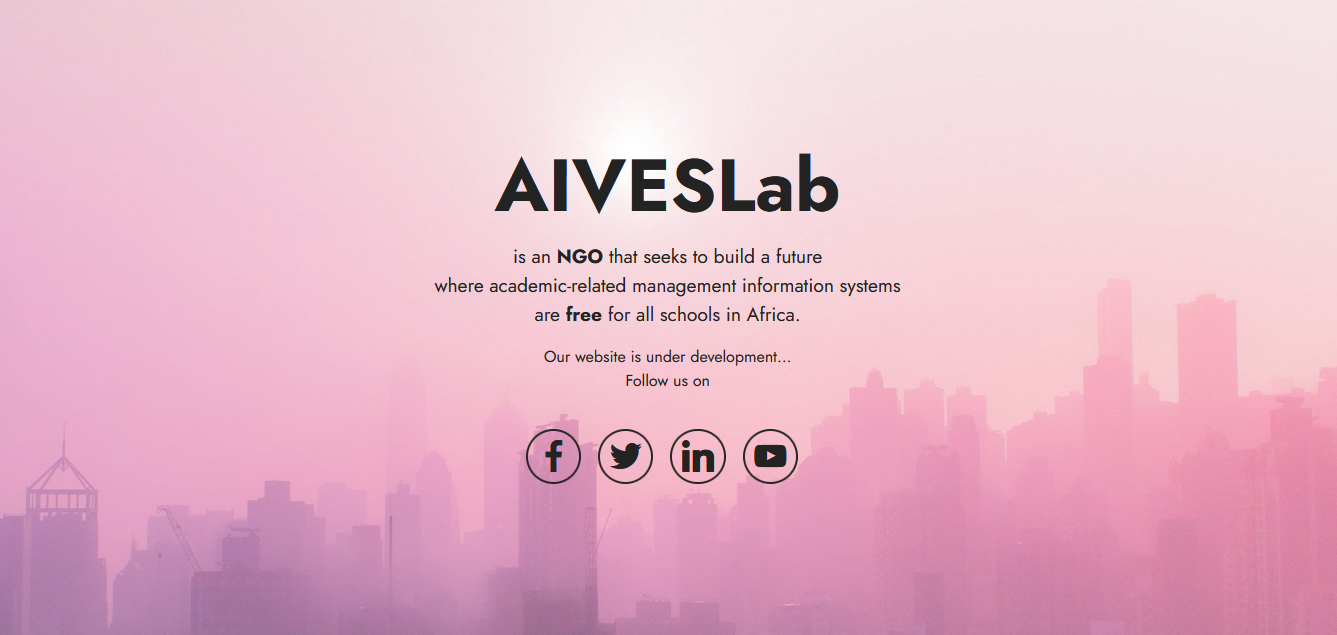 AIVESLab
is an NGO that seeks to build a future
where academic-related management information systems
are free for all schools in Africa.
Our website is under development...
Follow us on